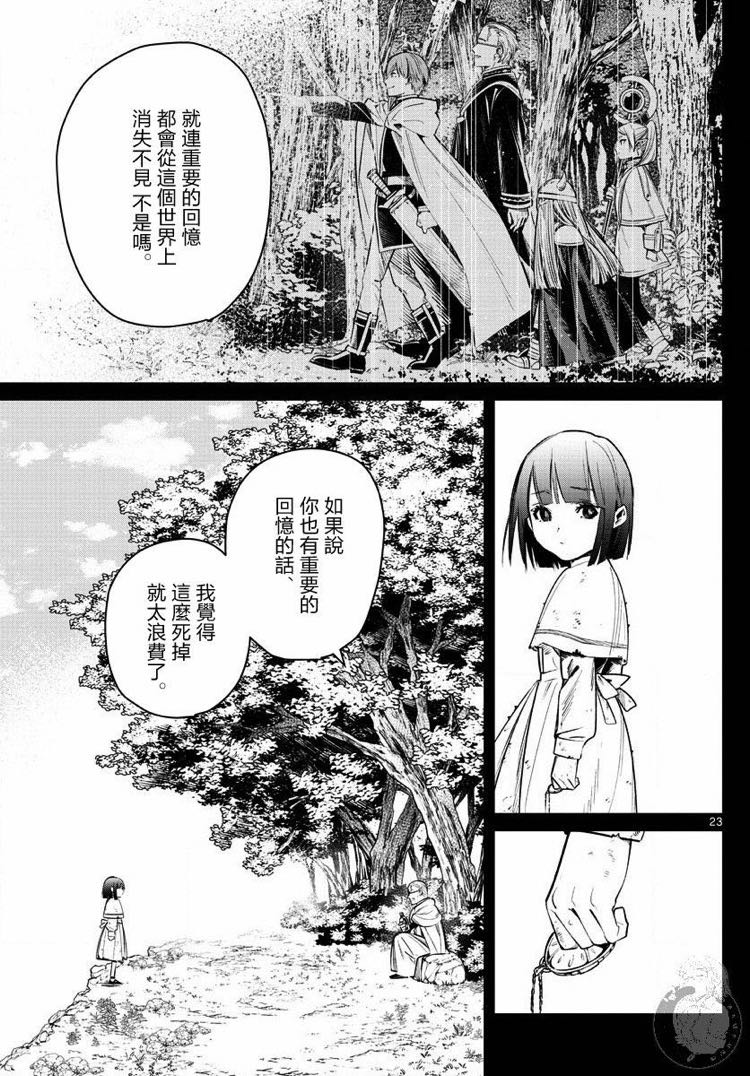 就連重要的回憶
都會從這個世界上
消失不見 不是嗎。
如果說
你也有重要的
回憶的話、
我覺得
這麼死掉
就太浪費了。
23